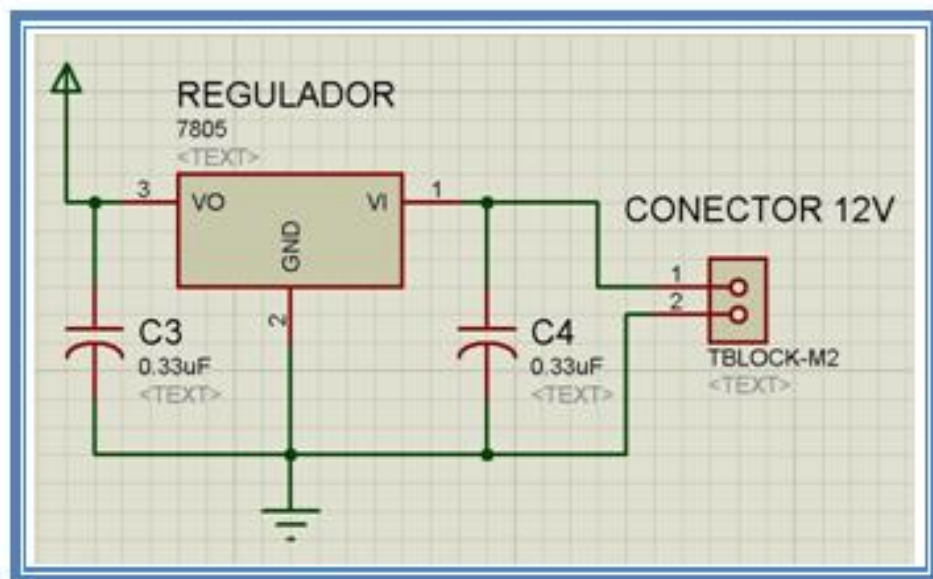 REGULADOR
7805
<TEXT>
3
VO
VI
1
GND
2
CONECTOR 12V
1
2
TBLOCK-M2
<TEXT>
C3
0.33uF
<TEXT>
C4
0.33uF
<TEXT>